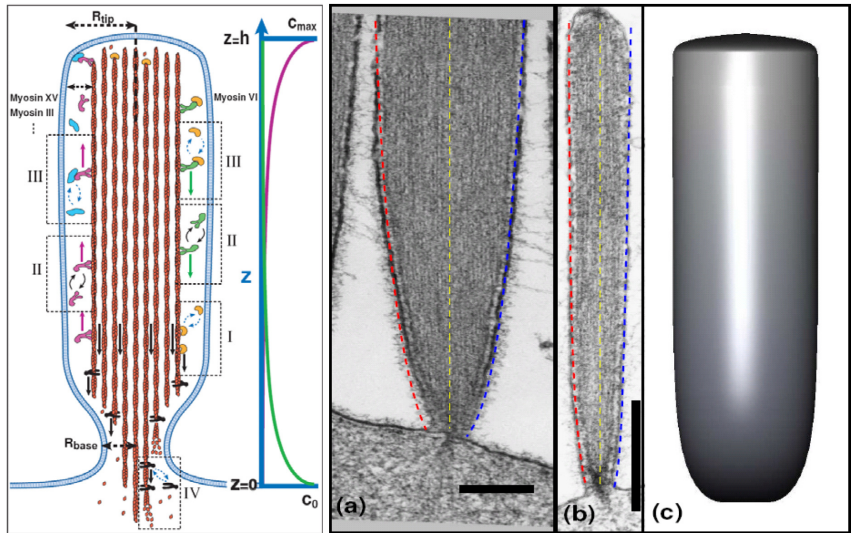 R_tip
z=h
c_max
Myosin XV
Myosin III
⋮
Myosin VI
III
III
II
II
z
I
R_base
z=0
c_0
IV
(a)
(b)
(c)